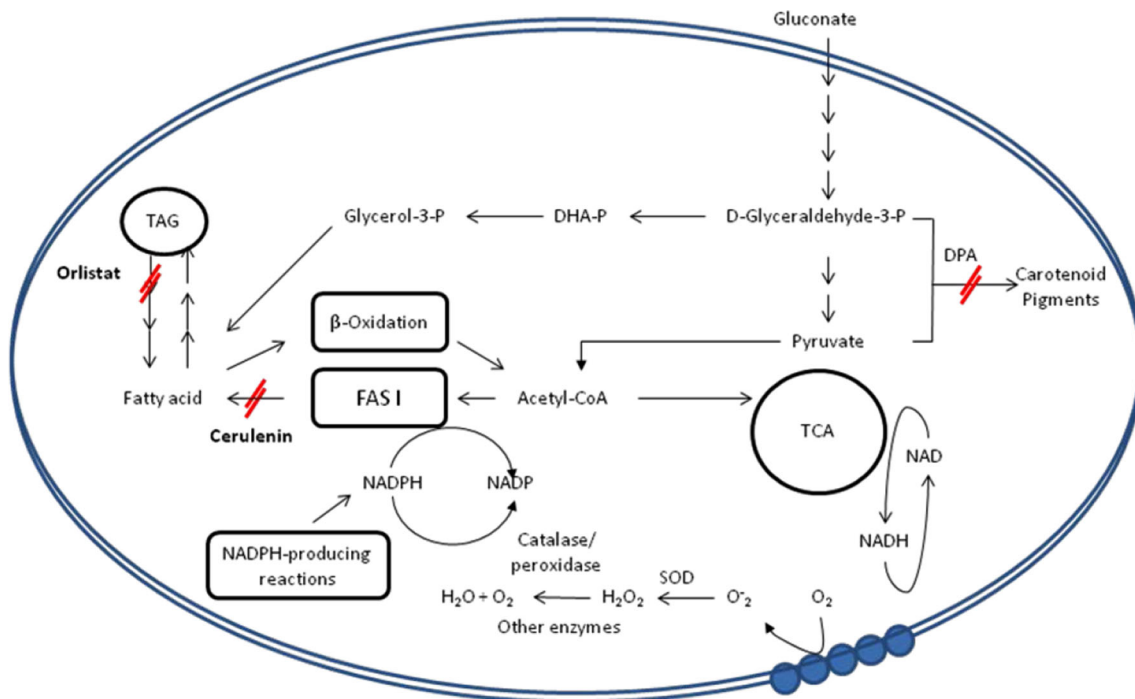 Gluconate
TAG
Glycerol-3-P
DHA-P
D-Glyceraldehyde-3-P
Orlistat
DPA
Carotenoid
Pigments
β-Oxidation
Pyruvate
Fatty acid
FAS I
Acetyl-CoA
Cerulenin
TCA
NAD
NADPH
NADP
NADH
NADPH-producing
reactions
Catalase/
peroxidase
SOD
H₂O + O₂
H₂O₂
O⁻₂
O₂
Other enzymes